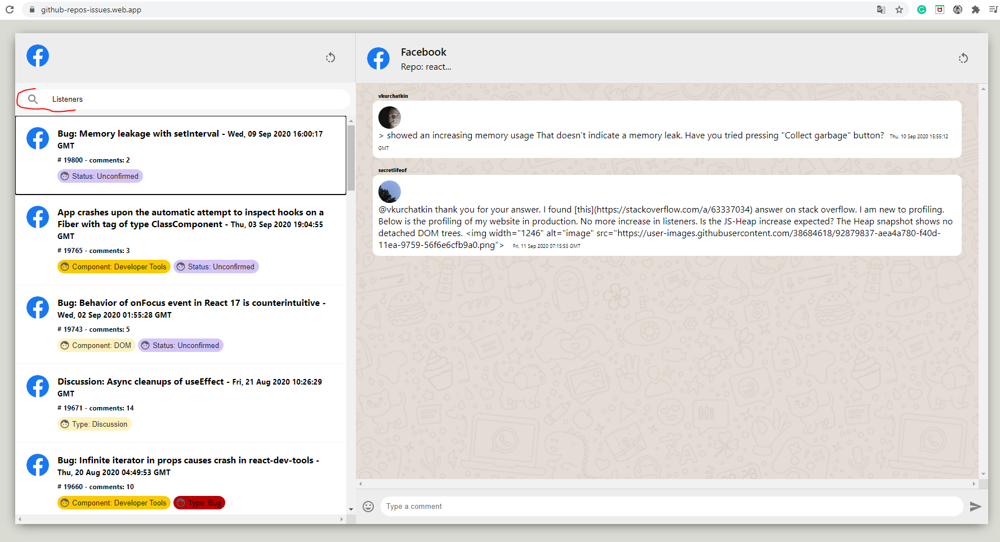 github-repos-issues.web.app
Facebook
Repo: react...
Listeners
Bug: Memory leakage with setInterval - Wed, 09 Sep 2020 16:00:17
GMT
# 19800 - comments: 2
Status: Unconfirmed
App crashes upon the automatic attempt to inspect hooks on a
Fiber with tag of type ClassComponent - Thu, 03 Sep 2020 19:04:55
GMT
# 19765 - comments: 3
Component: Developer Tools
Status: Unconfirmed
Bug: Behavior of onFocus event in React 17 is counterintuitive -
Wed, 02 Sep 2020 01:55:28 GMT
# 19743 - comments: 5
Component: DOM
Status: Unconfirmed
Discussion: Async cleanups of useEffect - Fri, 21 Aug 2020 10:26:29
GMT
# 19671 - comments: 14
Type: Discussion
Bug: Infinite iterator in props causes crash in react-dev-tools -
Thu, 20 Aug 2020 04:49:53 GMT
# 19660 - comments: 10
Component: Developer Tools
Type: Bug
vkurchatkin
> showed an increasing memory usage That doesn't indicate a memory leak. Have you tried pressing "Collect garbage" button? Thu, 10 Sep 2020 15:55:12
GMT
secretlifeof
@vkurchatkin thank you for your answer. I found [this](https://stackoverflow.com/a/63337034) answer on stack overflow. I am new to profiling.
Below is the profiling of my website in production. No more increase in listeners. Is the JS-Heap increase expected? The Heap snapshot shows no
detached DOM trees. <img width="1246" alt="image" src="https://user-images.githubusercontent.com/38684618/92879837-aea4a780-f40d-
11ea-9759-56f6e6cfb9a0.png"> Fri, 11 Sep 2020 07:15:53 GMT
Hi
Type a comment